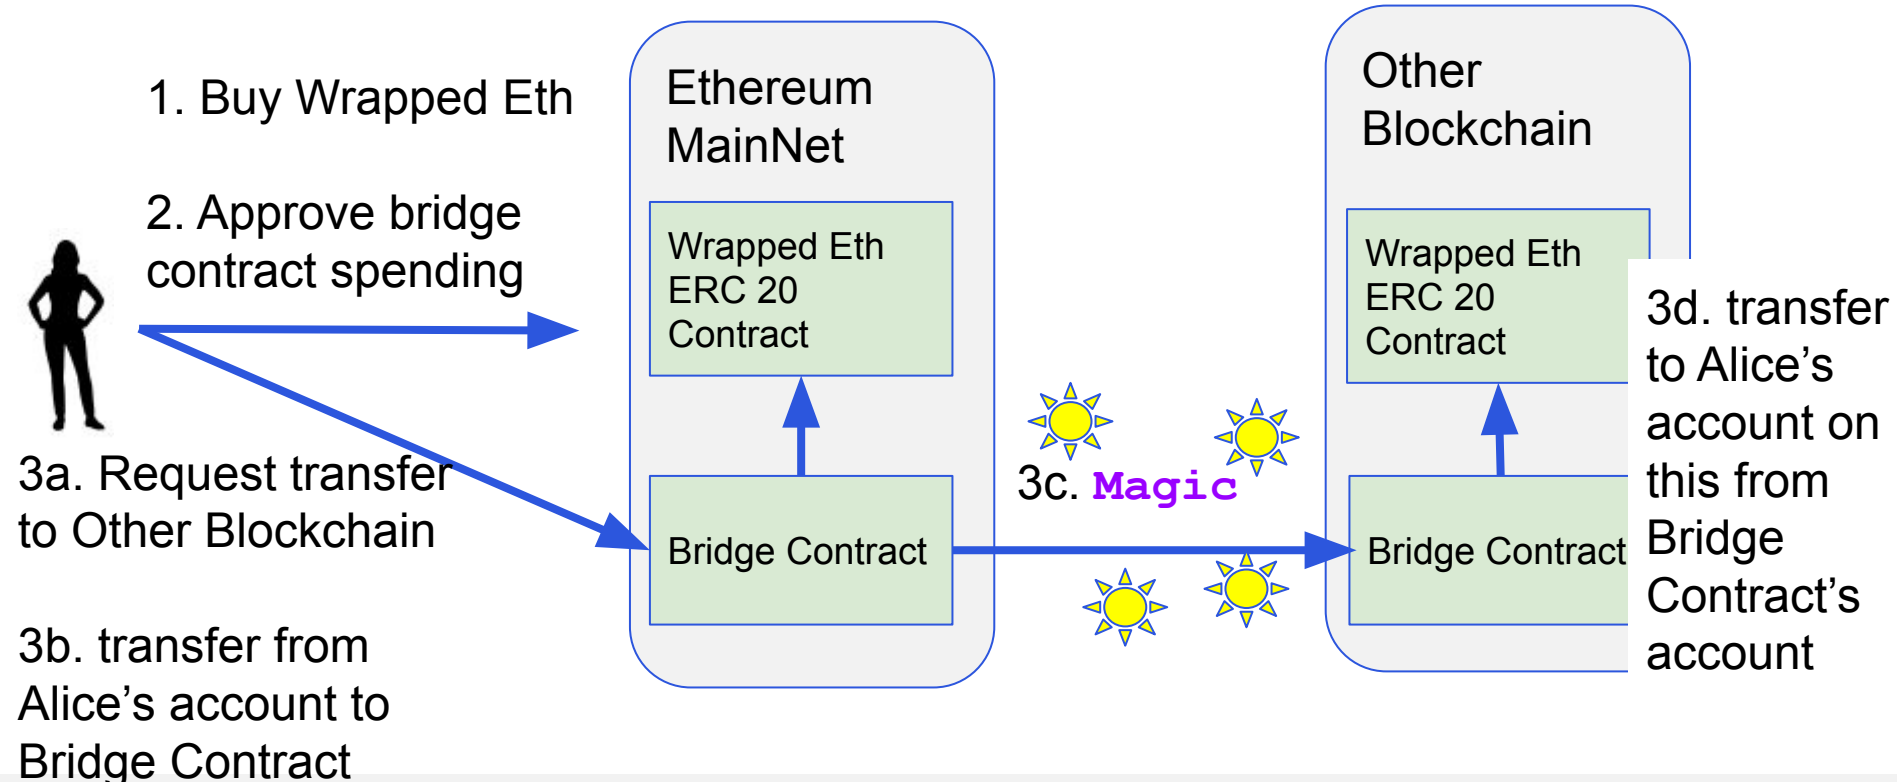 1. Buy Wrapped Eth
2. Approve bridge
contract spending
3a. Request transfer
to Other Blockchain
3b. transfer from
Alice’s account to
Bridge Contract
Ethereum
MainNet
Wrapped Eth
ERC 20
Contract
Bridge Contract
3c. Magic
Other
Blockchain
Wrapped Eth
ERC 20
Contract
Bridge Contract
3d. transfer
to Alice’s
account on
this from
Bridge
Contract’s
account